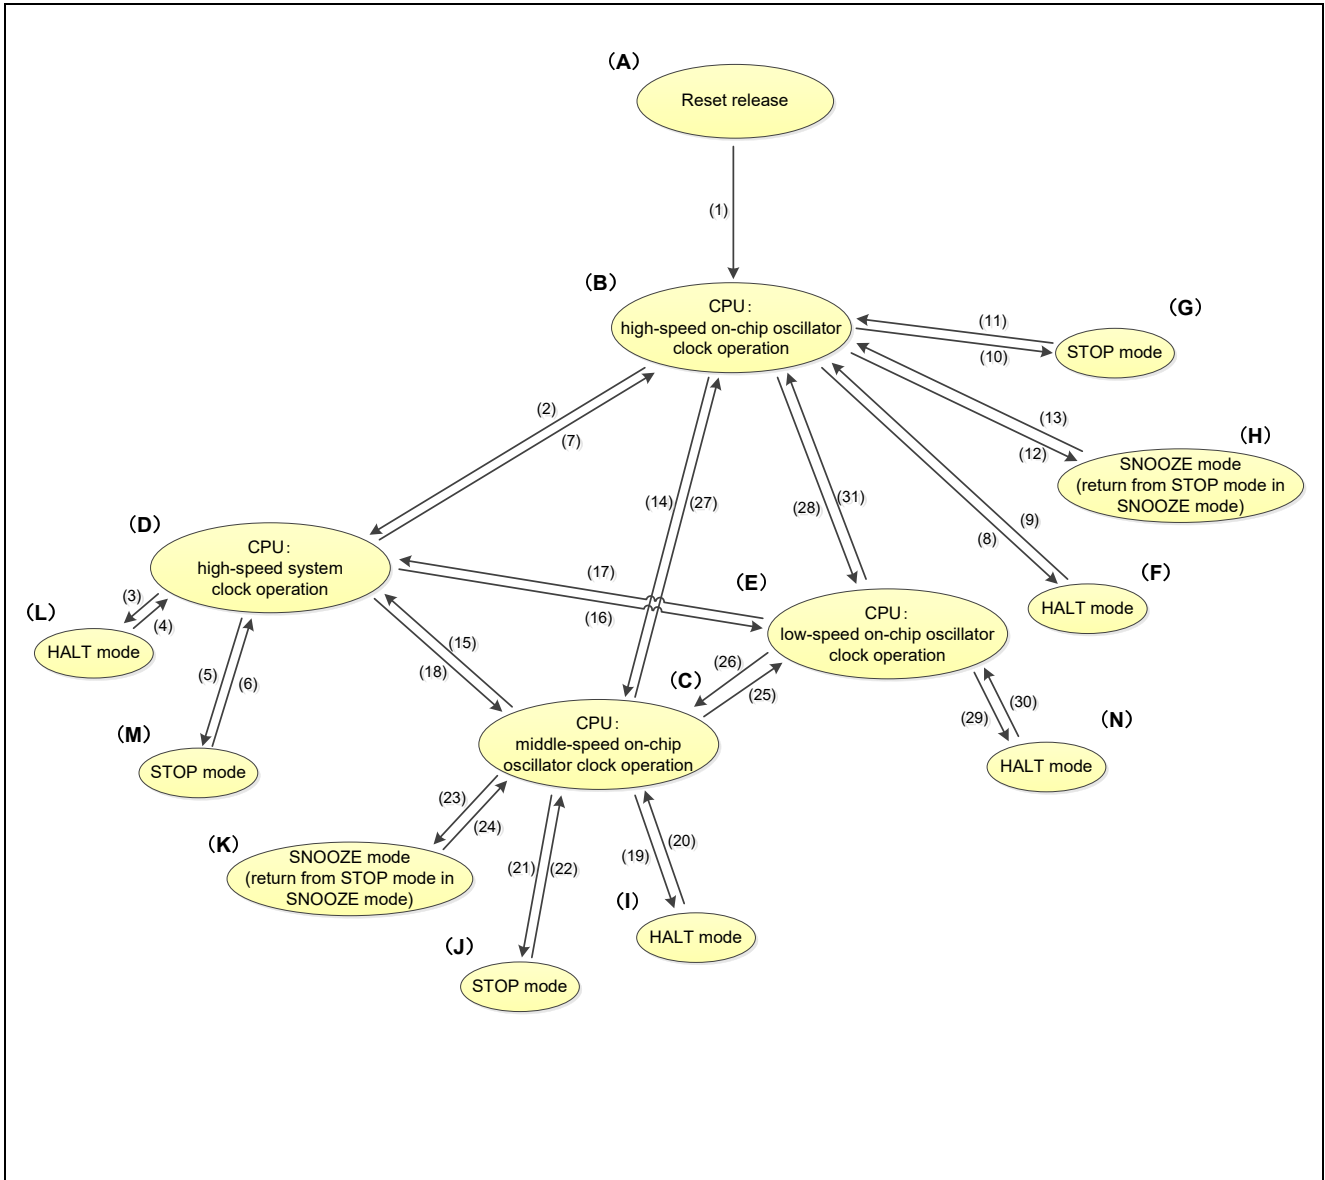 （A）
Reset release
(1)
（B）
CPU：
high-speed on-chip oscillator
clock operation
（G）
(11)
(10)
STOP mode
(2)
(7)
(13)
(12)
（H）
SNOOZE mode
(return from STOP mode in
SNOOZE mode)
(14)
(27)
(28)
(31)
(9)
(8)
（D）
CPU：
high-speed system
clock operation
(17)
(16)
（E）
CPU：
low-speed on-chip oscillator
clock operation
（F）
HALT mode
(3)
(4)
（L）
HALT mode
(5)
(6)
(15)
(18)
(26)
(25)
（C）
CPU：
middle-speed on-chip
oscillator clock operation
(30)
(29)
（N）
HALT mode
（M）
STOP mode
(23)
(24)
（K）
SNOOZE mode
(return from STOP mode in
SNOOZE mode)
(21)
(22)
(19)
(20)
（I）
HALT mode
（J）
STOP mode